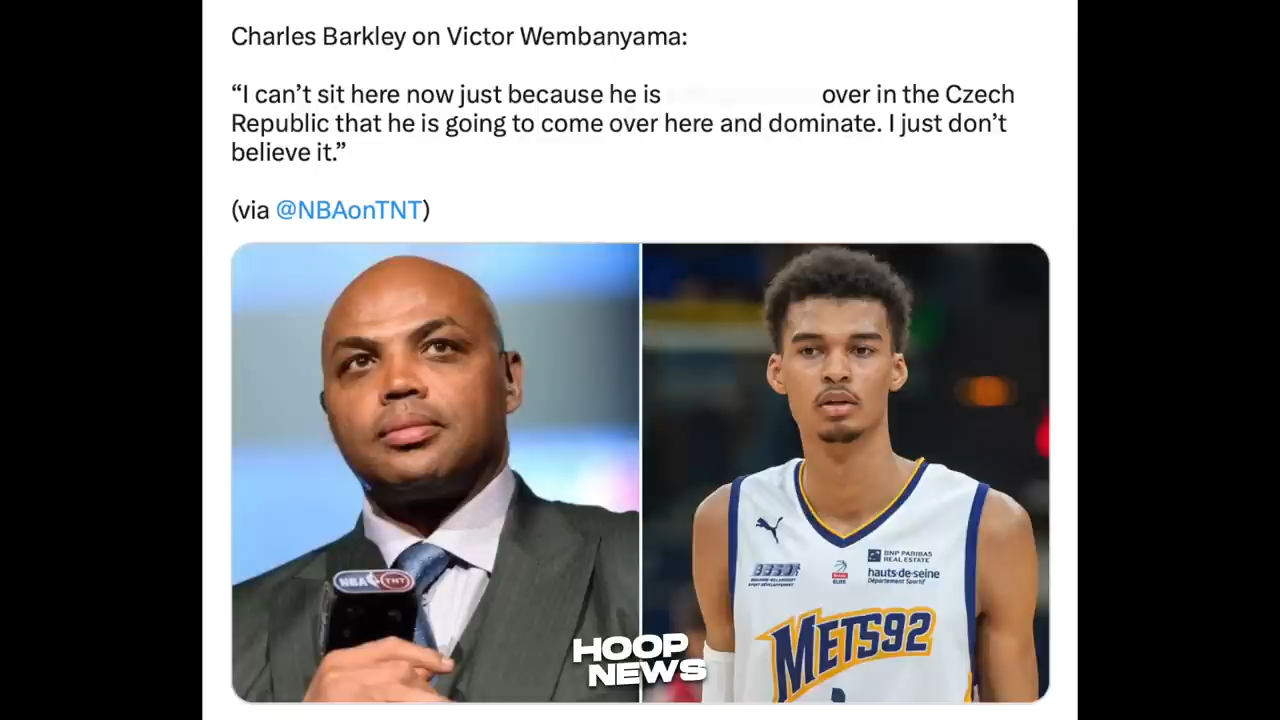 Charles Barkley on Victor Wembanyama:
“I can’t sit here now just because he is over in the Czech
Republic that he is going to come over here and dominate. I just don’t
believe it.”
(via @NBAonTNT)
NBA TNT
BNP PARIBAS
REAL ESTATE
hauts-de-seine
Département Sportif
METS92
HOOP
NEWS